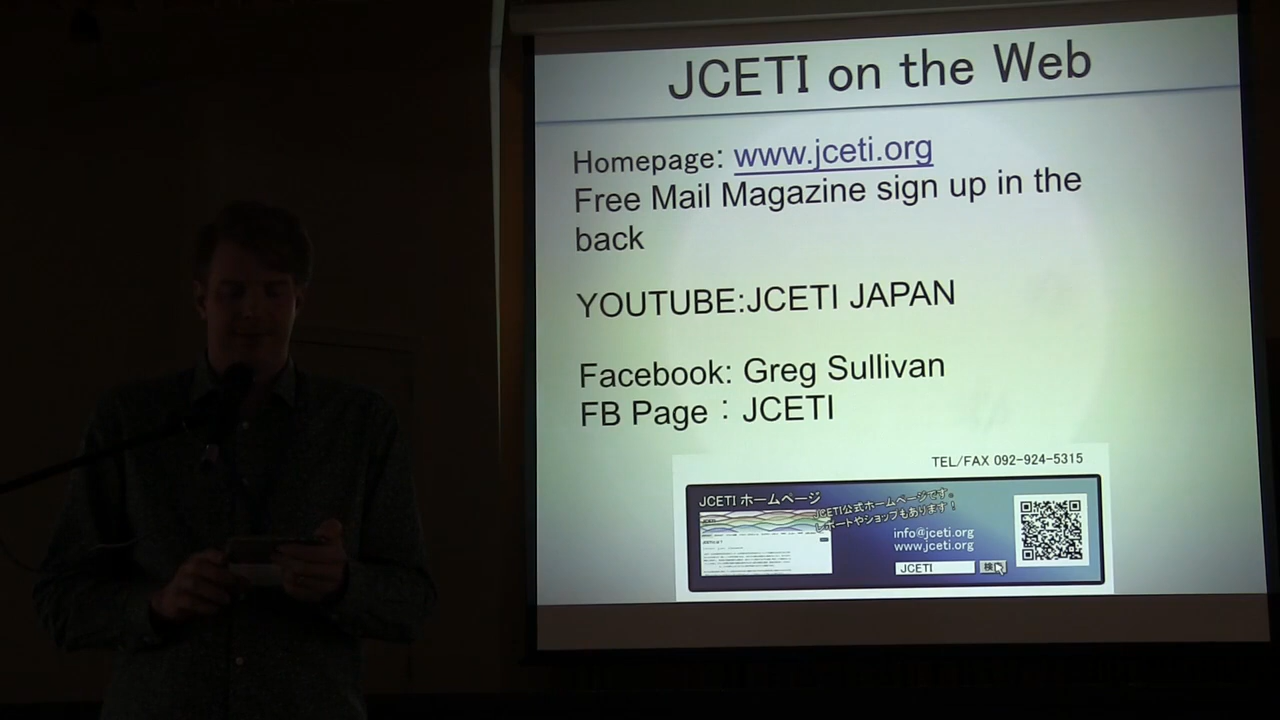 JCETI on the Web
Homepage: www.jceti.org
Free Mail Magazine sign up in the
back
YOUTUBE:JCETI JAPAN
Facebook: Greg Sullivan
FB Page：JCETI
TEL/FAX 092-924-5315
JCETI ホームページ
JCETI公式ホームページです。
レポートやショップもあります！
info@jceti.org
www.jceti.org
JCETI